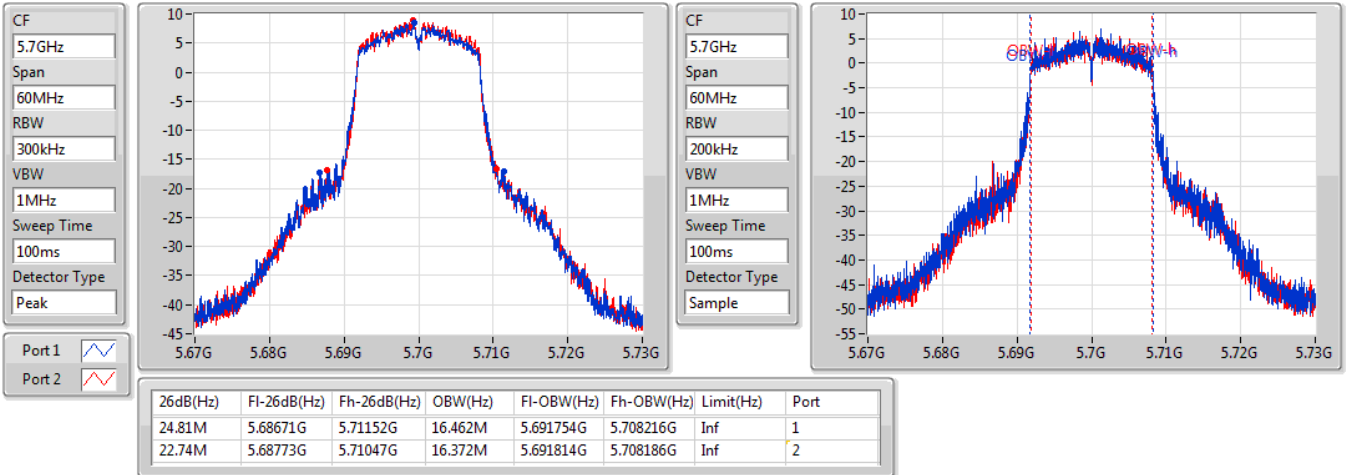 CF
5.7GHz
Span
60MHz
RBW
300kHz
VBW
1MHz
Sweep Time
100ms
Detector Type
Peak
10-
5-
0-
-5-
-10-
-15-
-20-
-25-
-30-
-35-
-40-
-45-
5.67G 5.68G 5.69G 5.7G 5.71G 5.72G 5.73G
Port 1
Port 2
CF
5.7GHz
Span
60MHz
RBW
200kHz
VBW
1MHz
Sweep Time
100ms
Detector Type
Sample
10-
5-
0-
-5-
-10-
-15-
-20-
-25-
-30-
-35-
-40-
-45-
-50-
-55-
OBW-h
5.67G 5.68G 5.69G 5.7G 5.71G 5.72G 5.73G
26dB(Hz) Fl-26dB(Hz) Fh-26dB(Hz) OBW(Hz) Fl-OBW(Hz) Fh-OBW(Hz) Limit(Hz) Port
24.81M 5.68671G 5.71152G 16.462M 5.691754G 5.708216G Inf 1
22.74M 5.68773G 5.71047G 16.372M 5.691814G 5.708186G Inf 2